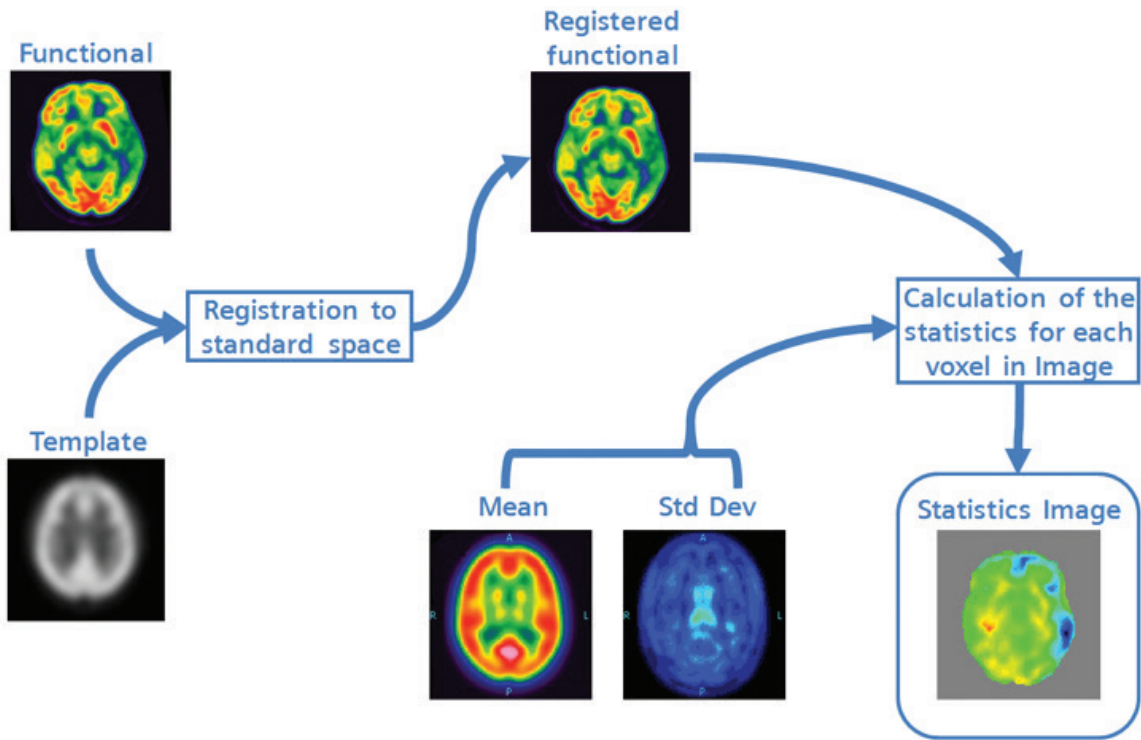 Functional
Registered
functional
Registration to
standard space
Calculation of the
statistics for each
voxel in Image
Template
Mean
Std Dev
Statistics Image
A
R
P
A
L
P